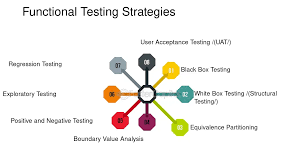 Functional Testing Strategies
User Acceptance Testing /(UAT/)
08
Regression Testing
07
01
Black Box Testing
Exploratory Testing
06
02
White Box Testing /(Structural
Testing/)
Positive and Negative Testing
05
04
03
Equivalence Partitioning
Boundary Value Analysis